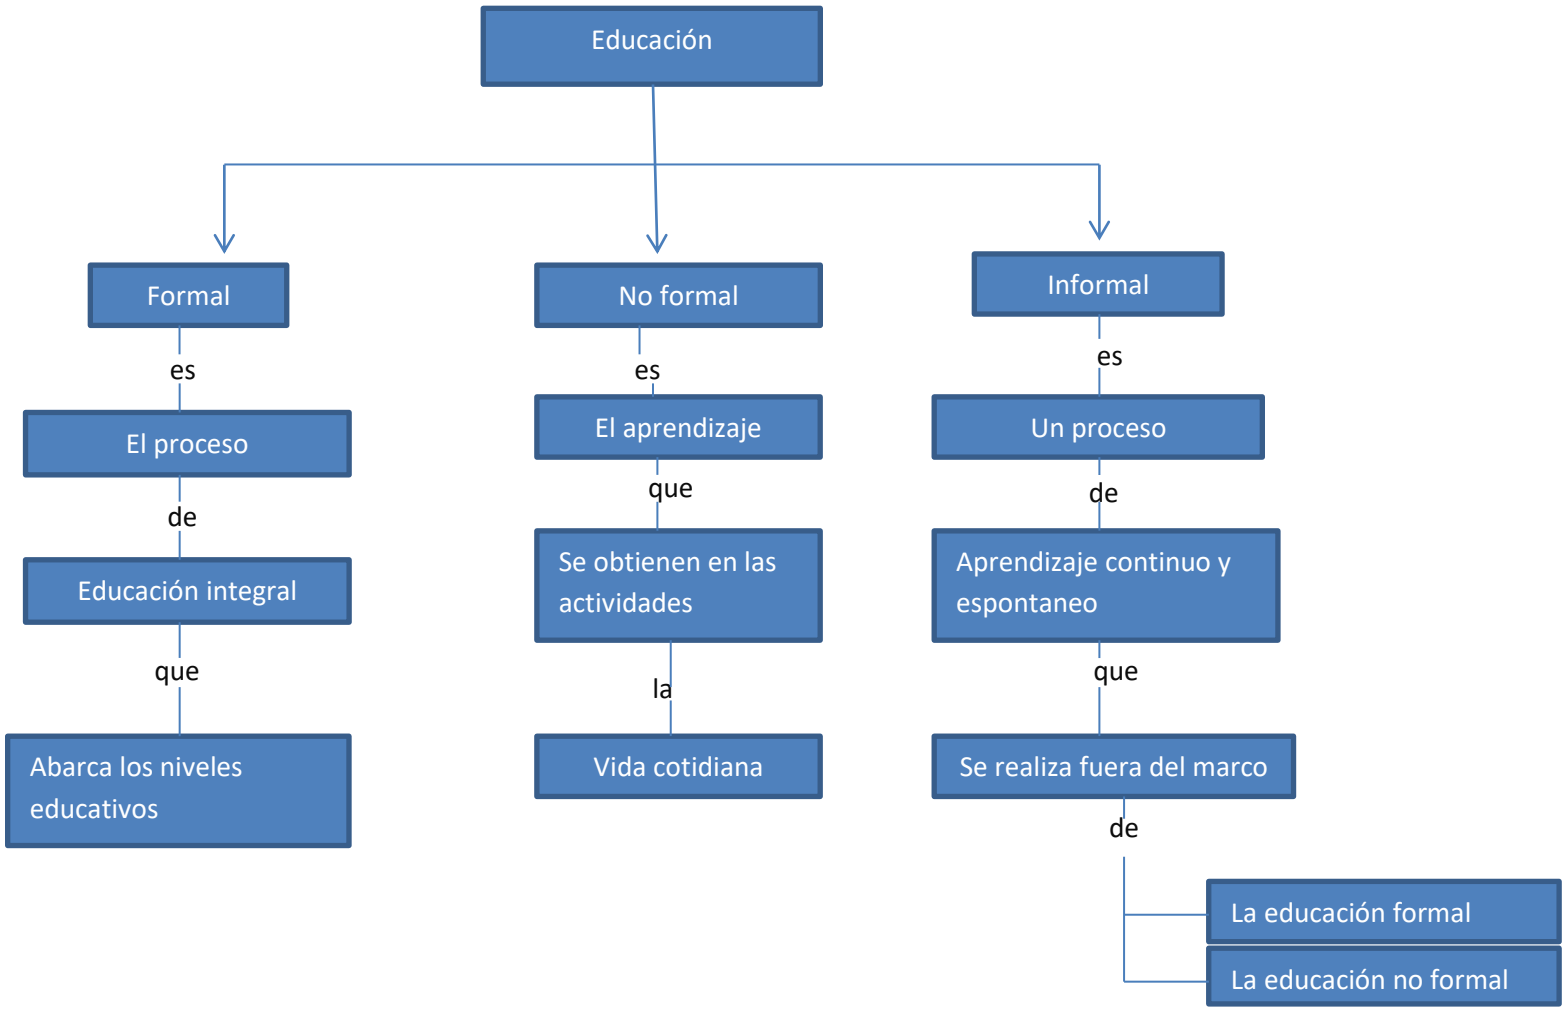 Educación
Formal
No formal
Informal
es
es
es
El proceso
El aprendizaje
Un proceso
de
que
de
Educación integral
Se obtienen en las
actividades
Aprendizaje continuo y
espontaneo
que
la
que
Abarca los niveles
educativos
Vida cotidiana
Se realiza fuera del marco
de
La educación formal
La educación no formal